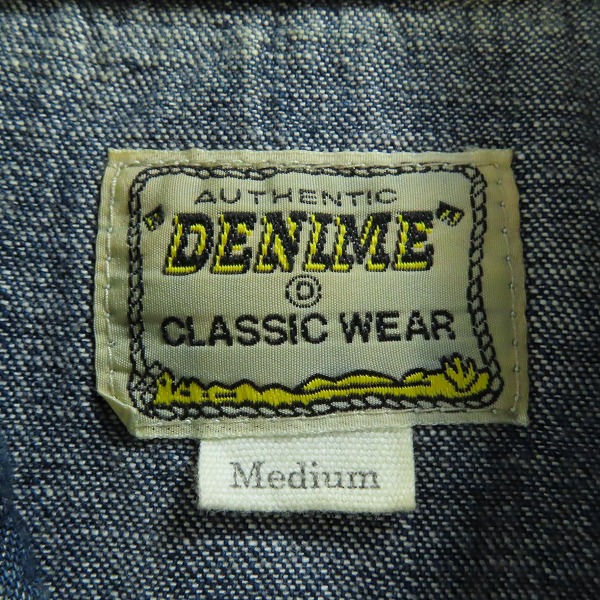 AUTHENTIC
"DENIME"
D
CLASSIC WEAR
Medium